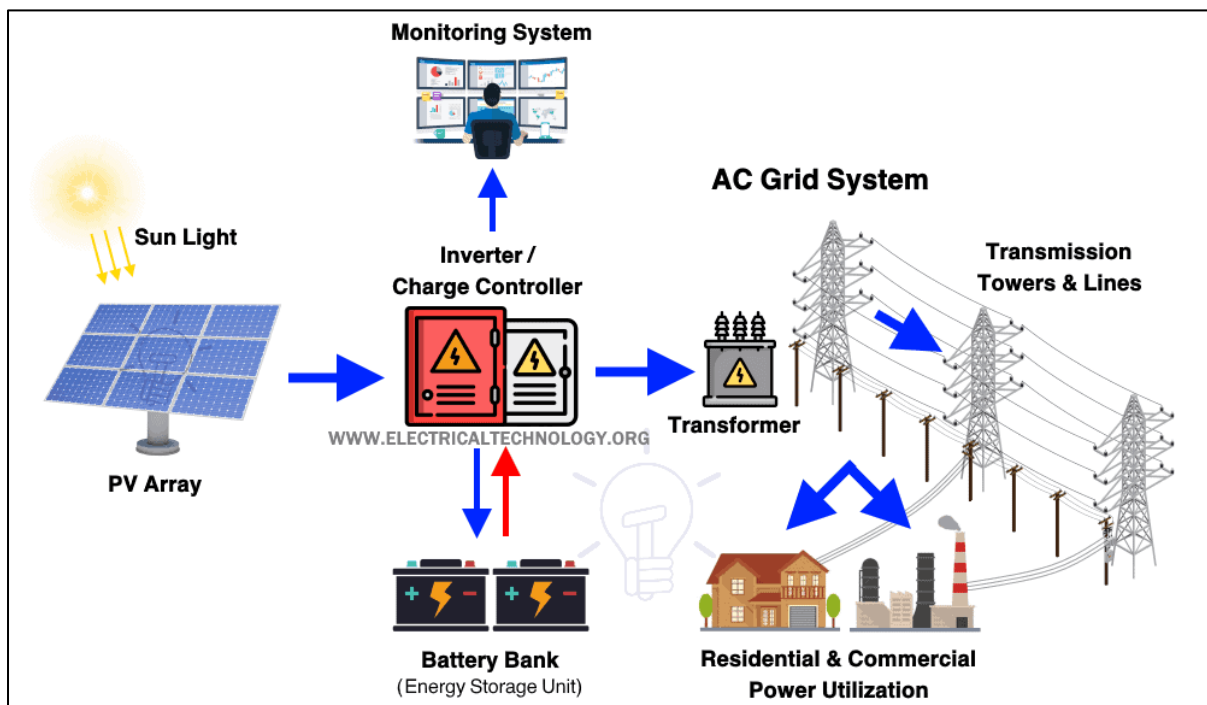 Monitoring System
AC Grid System
Sun Light
Inverter /
Charge Controller
Transmission
Towers & Lines
Transformer
WWW.ELECTRICALTECHNOLOGY.ORG
PV Array
Battery Bank
(Energy Storage Unit)
Residential & Commercial
Power Utilization